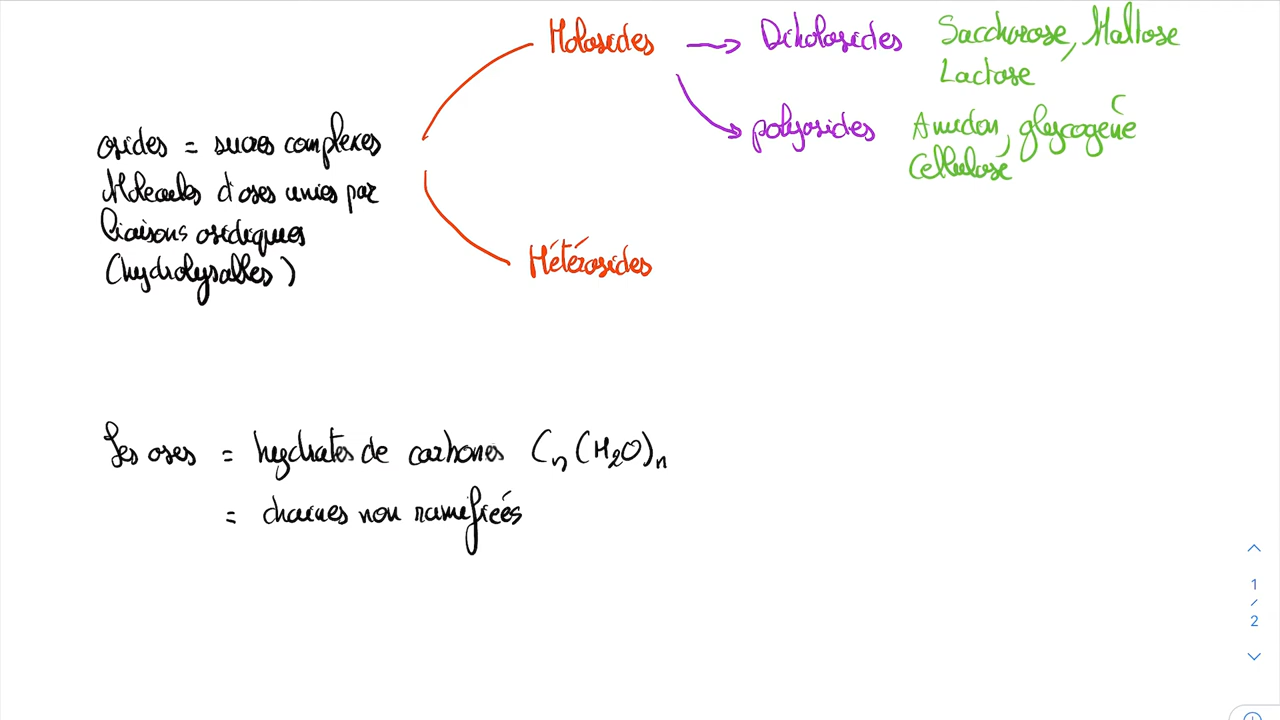 Holosides → Diholosides Saccharose, Maltose
Lactose
polyosides Amidon, glycogène
Cellulose
osides = sucres complexes
Molécules d'oses unies par
liaisons osidiques
(hydrolysables)
Hétérosides
Les oses = hydrates de carbones Cn(H2O)n
= chaines non ramifiées
1
/
2